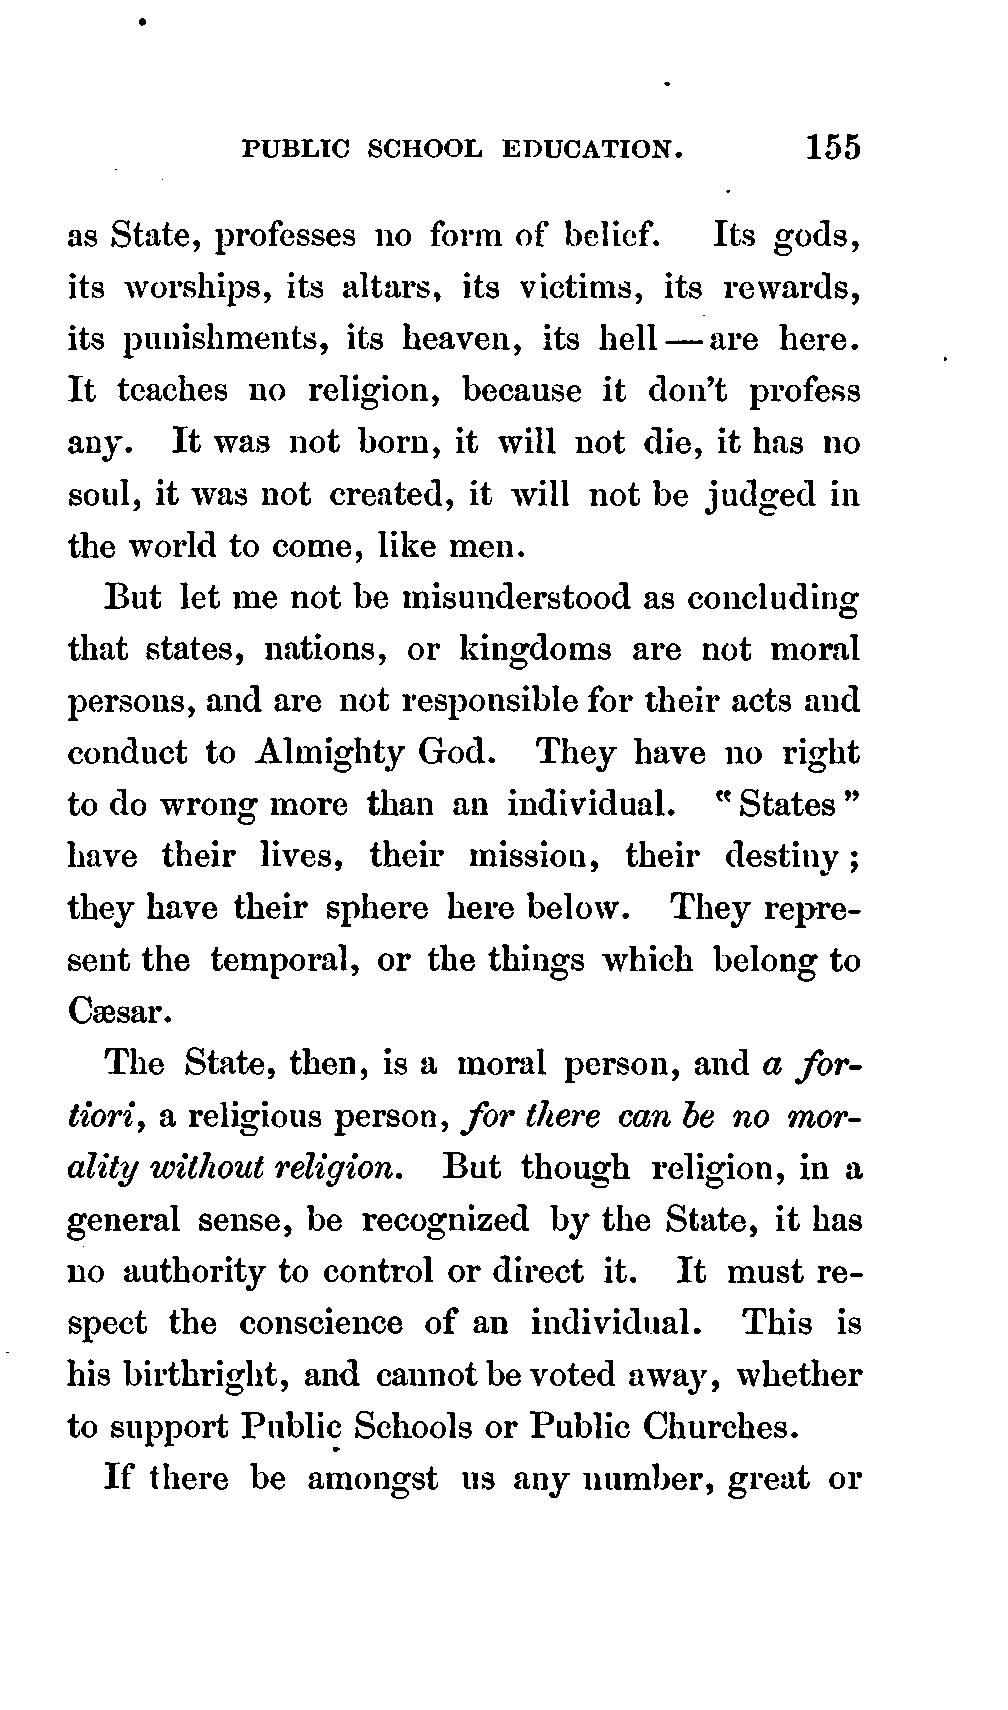 PUBLIC SCHOOL EDUCATION. 155
as State, professes no form of belief. Its gods,
its worships, its altars, its victims, its rewards,
its punishments, its heaven, its hell — are here.
It teaches no religion, because it don't profess
any. It was not born, it will not die, it has no
soul, it was not created, it will not be judged in
the world to come, like men.
But let me not be misunderstood as concluding
that states, nations, or kingdoms are not moral
persons, and are not responsible for their acts and
conduct to Almighty God. They have no right
to do wrong more than an individual. "States"
have their lives, their mission, their destiny;
they have their sphere here below. They repre-
sent the temporal, or the things which belong to
Cæsar.
The State, then, is a moral person, and a for-
tiori, a religious person, for there can be no mor-
ality without religion. But though religion, in a
general sense, be recognized by the State, it has
no authority to control or direct it. It must re-
spect the conscience of an individual. This is
his birthright, and cannot be voted away, whether
to support Public Schools or Public Churches.
If there be amongst us any number, great or